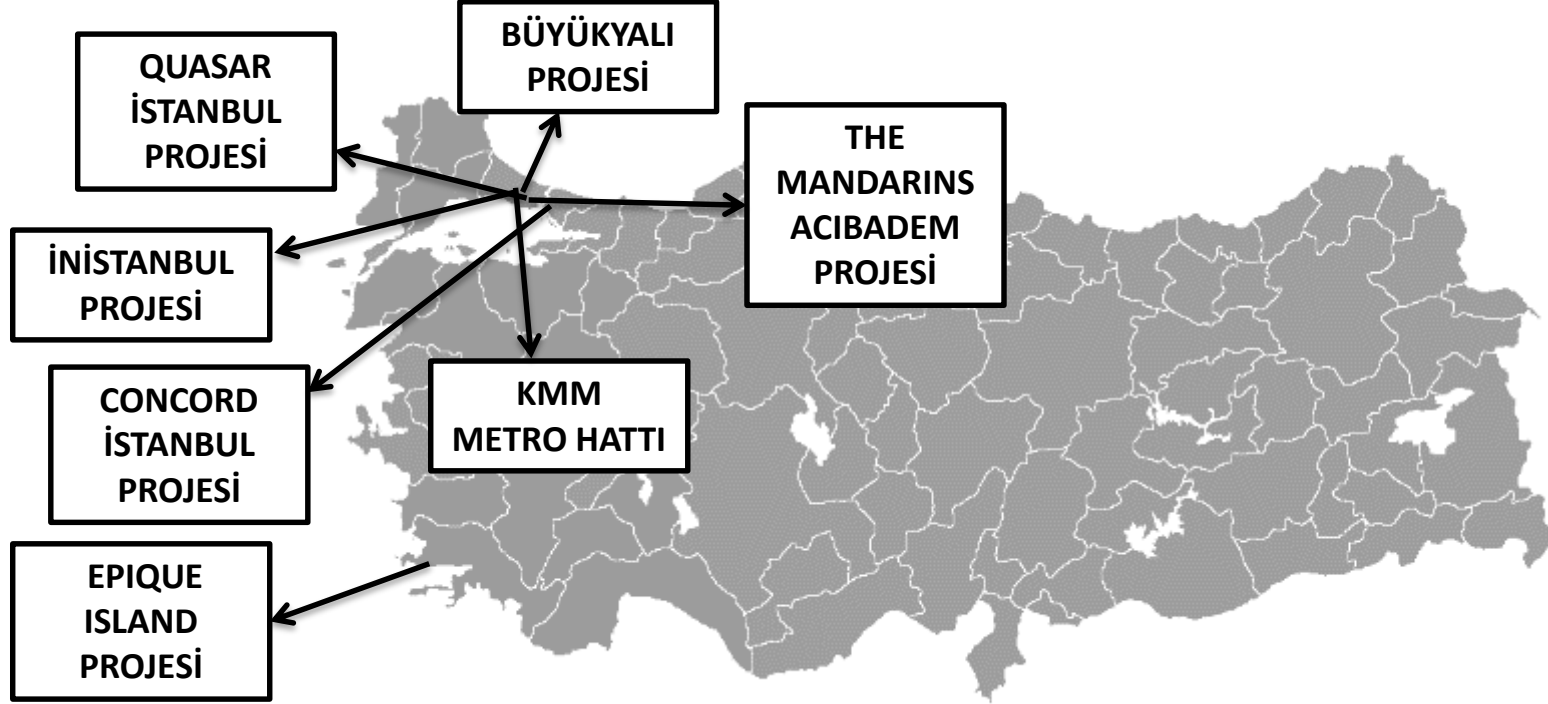 BÜYÜKYALI
PROJESİ
QUASAR
İSTANBUL
PROJESİ
THE
MANDARINS
ACIBADEM
PROJESİ
İNİSTANBUL
PROJESİ
CONCORD
İSTANBUL
PROJESİ
KMM
METRO HATTI
EPIQUE
ISLAND
PROJESİ